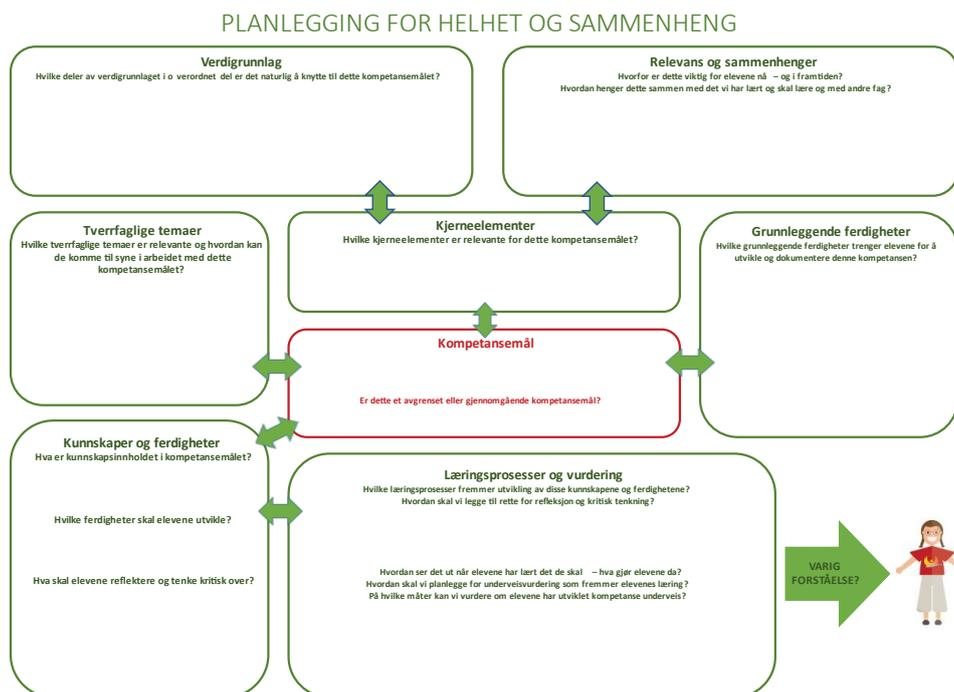 PLANLEGGING FOR HELHET OG SAMMENHENG
Verdigrunnlag
Hvilke deler av verdigrunnlaget i o verordnet del er det naturlig å knytte til dette kompetansemålet?
Relevans og sammenhenger
Hvorfor er dette viktig for elevene nå – og i framtiden?
Hvordan henger dette sammen med det vi har lært og skal lære og med andre fag?
Tverrfaglige temaer
Hvilke tverrfaglige temaer er relevante og hvordan kan
de komme til syne i arbeidet med dette
kompetansemålet?
Kjerneelementer
Hvilke kjerneelementer er relevante for dette kompetansemålet?
Grunnleggende ferdigheter
Hvilke grunnleggende ferdigheter trenger elevene for å
utvikle og dokumentere denne kompetansen?
Kompetansemål
Er dette et avgrenset eller gjennomgående kompetansemål?
Kunnskaper og ferdigheter
Hva er kunnskapsinnholdet i kompetansemålet?
Hvilke ferdigheter skal elevene utvikle?
Hva skal elevene reflektere og tenke kritisk over?
Læringsprosesser og vurdering
Hvilke læringsprosesser fremmer utvikling av disse kunnskapene og ferdighetene?
Hvordan skal vi legge til rette for refleksjon og kritisk tenkning?
Hvordan ser det ut når elevene har lært det de skal – hva gjør elevene da?
Hvordan skal vi planlegge for underveisvurdering som fremmer elevenes læring?
På hvilke måter kan vi vurdere om elevene har utviklet kompetanse underveis?
VARIG
FORSTÅELSE?